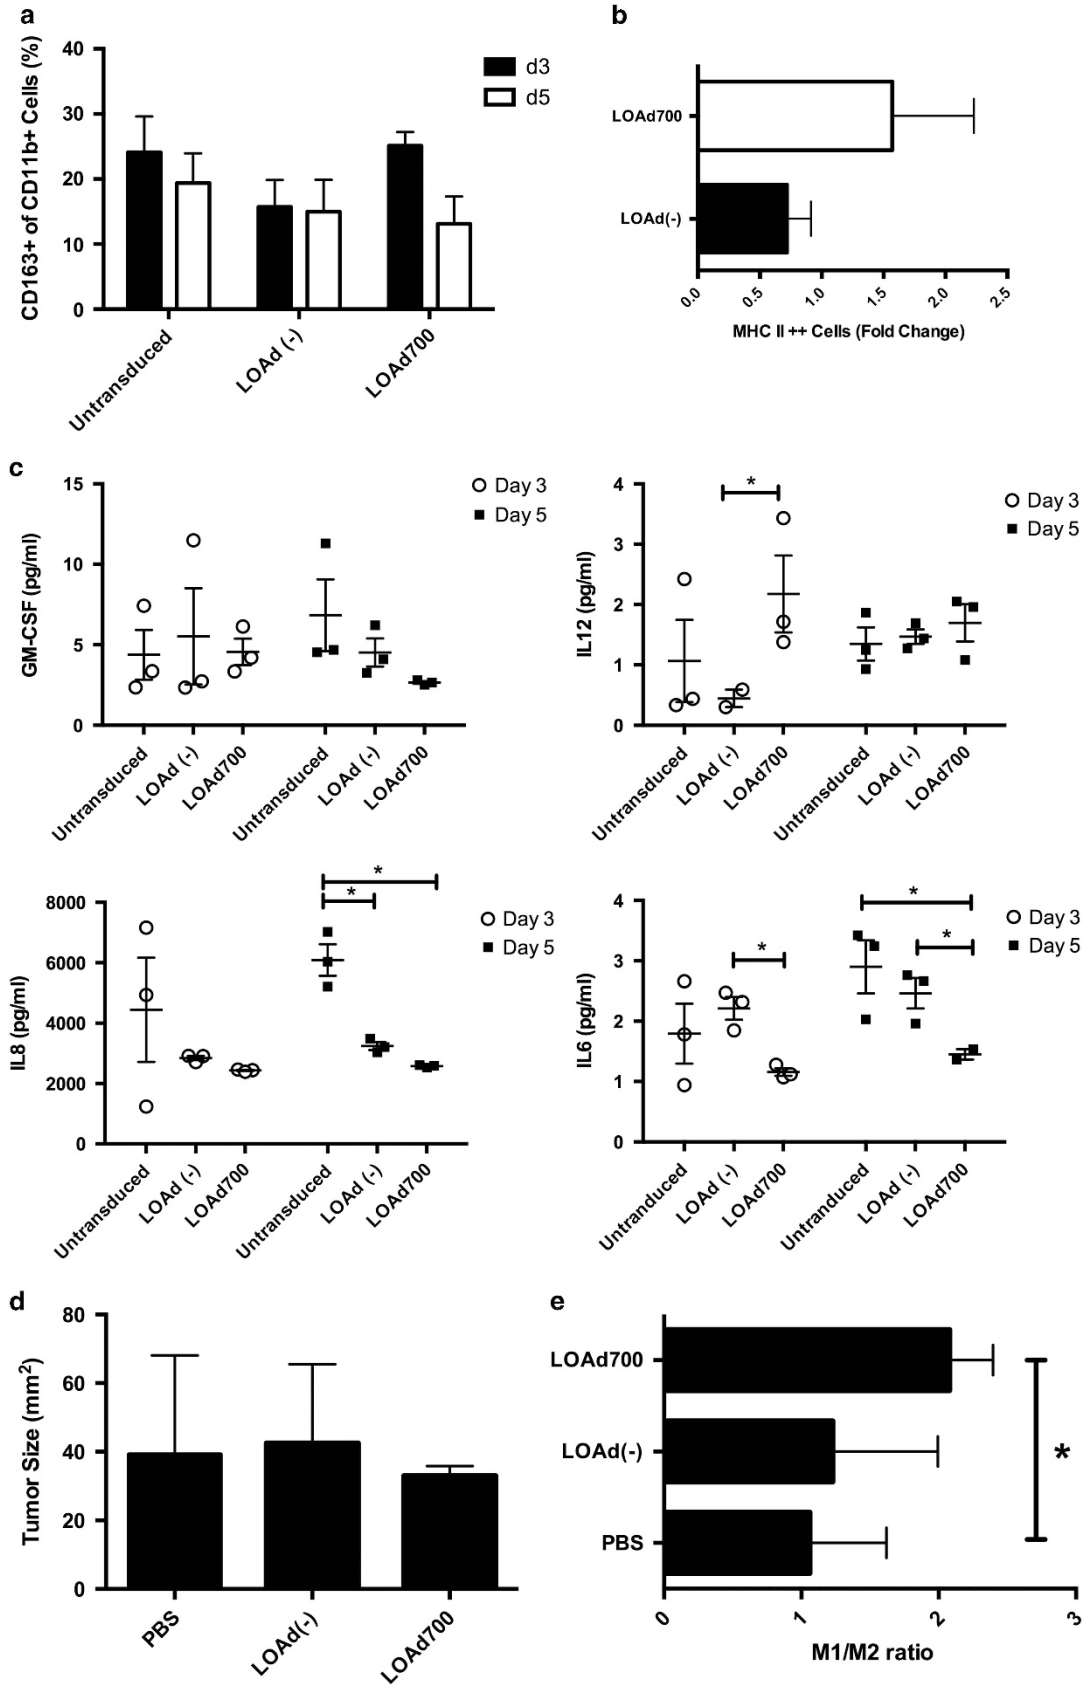 a
CD163+ of CD11b+ Cells (%)
40
30
20
10
0
d3
d5
Untransduced
LOAd (-)
LOAd700
b
LOAd700
LOAd(-)
0.0
0.5
1.0
1.5
2.0
2.5
MHC II ++ Cells (Fold Change)
c
GM-CSF (pg/ml)
15
10
5
0
Day 3
Day 5
Untransduced
LOAd (-)
LOAd700
Untransduced
LOAd (-)
LOAd700
IL12 (pg/ml)
4
3
2
1
0
*
Day 3
Day 5
Untransduced
LOAd (-)
LOAd700
Untransduced
LOAd (-)
LOAd700
IL8 (pg/ml)
8000
6000
4000
2000
0
*
*
Day 3
Day 5
Untransduced
LOAd (-)
LOAd700
Untransduced
LOAd (-)
LOAd700
IL6 (pg/ml)
4
3
2
1
0
*
*
*
Day 3
Day 5
Untranduced
LOAd (-)
LOAd700
Untranduced
LOAd (-)
LOAd700
d
Tumor Size (mm2)
80
60
40
20
0
PBS
LOAd(-)
LOAd700
e
LOAd700
LOAd(-)
PBS
*
0
1
2
3
M1/M2 ratio